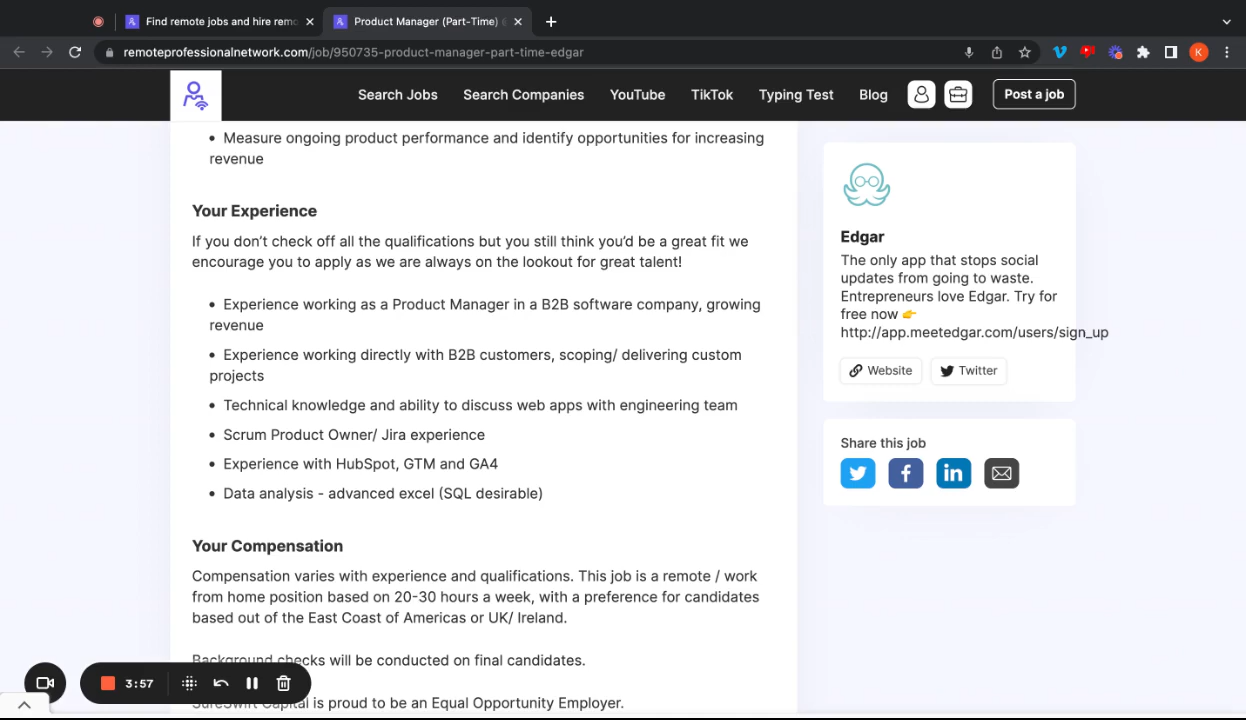 Find remote jobs and hire remo
Product Manager (Part-Time)
remoteprofessionalnetwork.com/job/950735-product-manager-part-time-edgar
K
Search Jobs
Search Companies
YouTube
TikTok
Typing Test
Blog
Post a job
• Measure ongoing product performance and identify opportunities for increasing
revenue
Your Experience
If you don't check off all the qualifications but you still think you'd be a great fit we
encourage you to apply as we are always on the lookout for great talent!
• Experience working as a Product Manager in a B2B software company, growing
revenue
• Experience working directly with B2B customers, scoping/ delivering custom
projects
• Technical knowledge and ability to discuss web apps with engineering team
• Scrum Product Owner/ Jira experience
• Experience with HubSpot, GTM and GA4
• Data analysis - advanced excel (SQL desirable)
Your Compensation
Compensation varies with experience and qualifications. This job is a remote / work
from home position based on 20-30 hours a week, with a preference for candidates
based out of the East Coast of Americas or UK/ Ireland.
Background checks will be conducted on final candidates.
SureSwift Capital is proud to be an Equal Opportunity Employer.
3:57
Edgar
The only app that stops social
updates from going to waste.
Entrepreneurs love Edgar. Try for
free now 👉
http://app.meetedgar.com/users/sign_up
Website
Twitter
Share this job